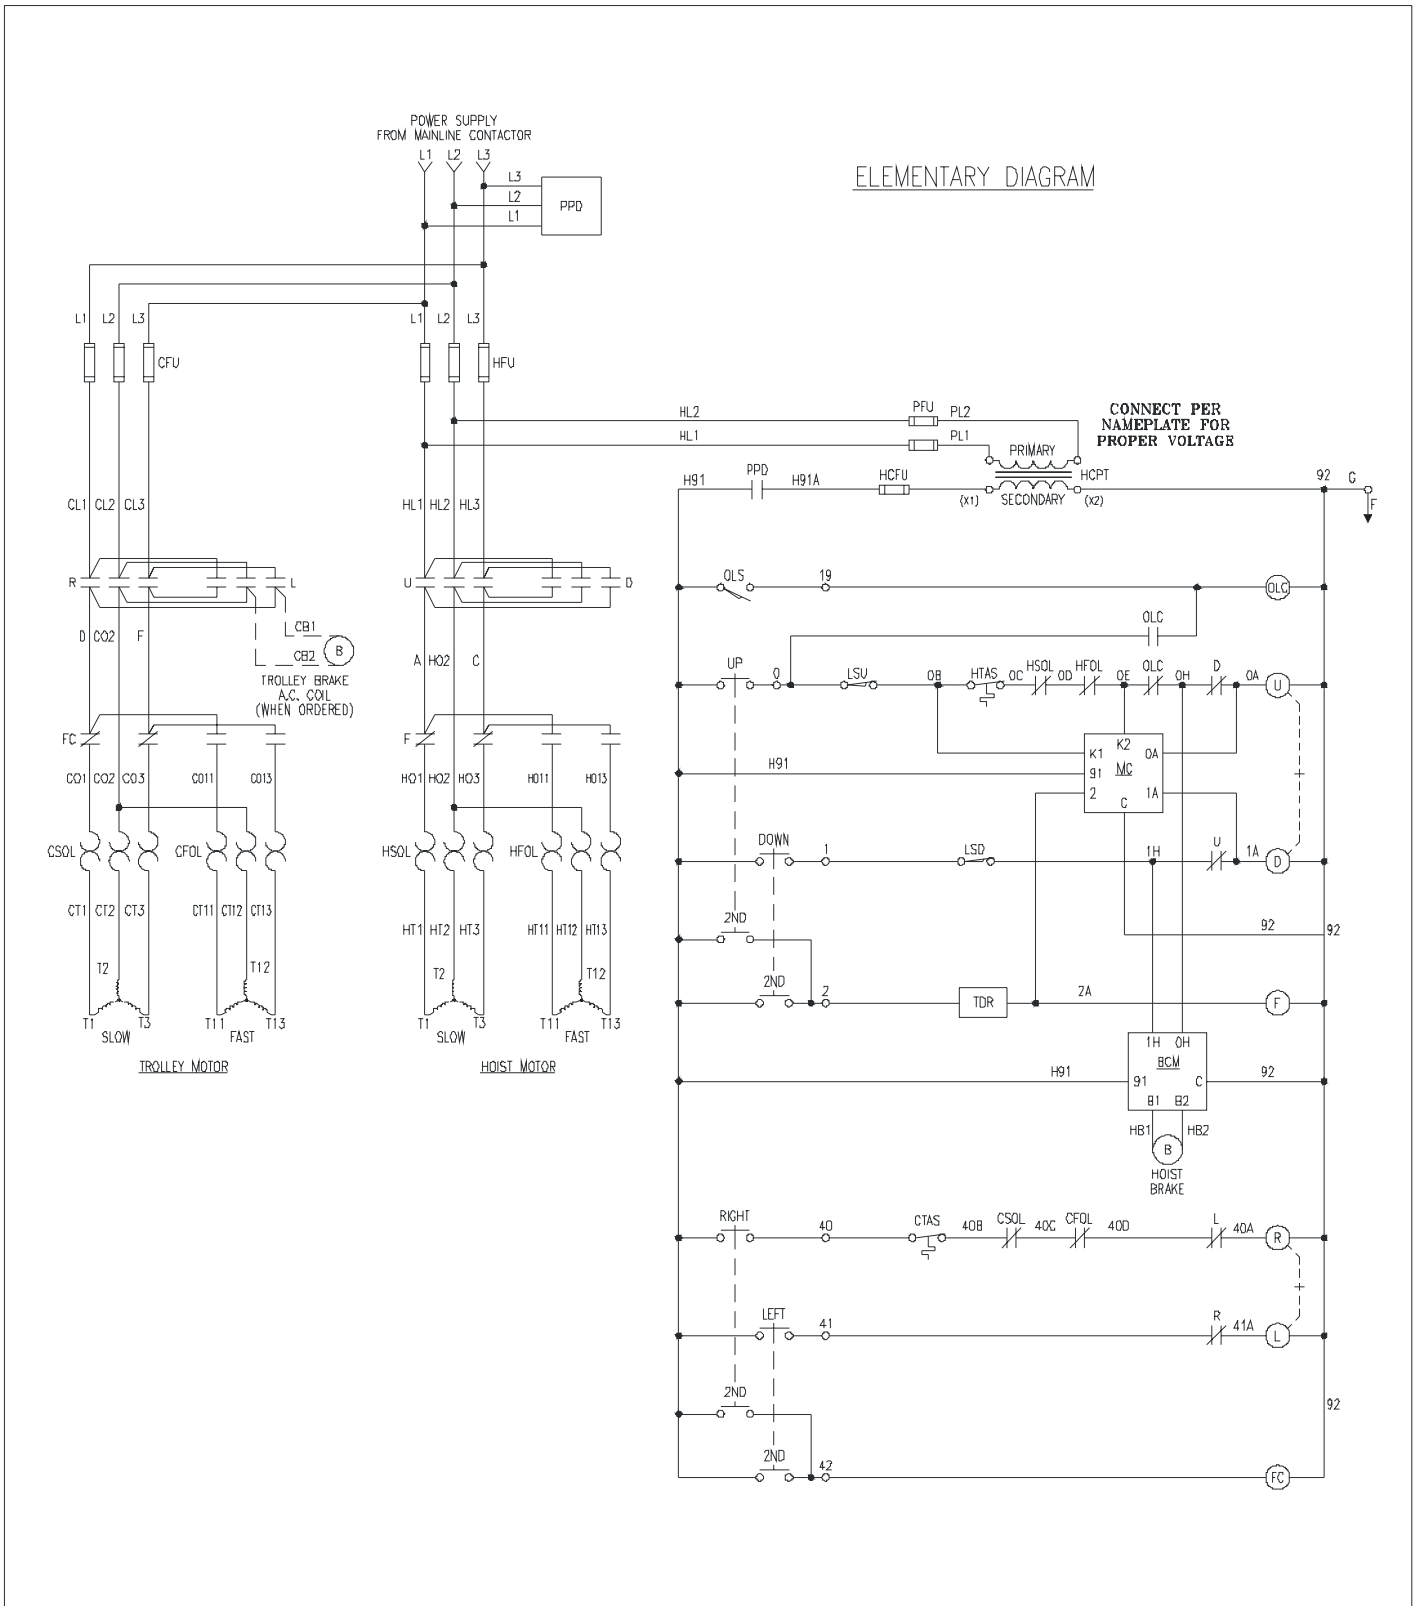 POWER SUPPLY
FROM MAINLINE CONTACTOR
L1 L2 L3
ELEMENTARY DIAGRAM
L3
L2
L1
PPD
L1 L2 L3
L1 L2 L3
CFU
HFU
HL2
PFU
PL2
CONNECT PER
NAMEPLATE FOR
PROPER VOLTAGE
HL1
PL1
PRIMARY
HCPT
H91
PPD
H91A
HCFU
(X1)
SECONDARY
(X2)
92
G
F
CL1 CL2 CL3
HL1 HL2 HL3
R
L
U
D
OLS
19
OLC
CB1
CB2
B
TROLLEY BRAKE
A.C. COIL
(WHEN ORDERED)
D CO2 F
A HO2 C
OLC
UP
0
LSU
0B
HTAS
0C
HSOL
0D
HFOL
0E
OLC
0H
D
0A
U
FC
F
K1
K2
0A
H91
91
MC
2
1A
C
CO1 CO2 CO3 CO11 CO13
HO1 HO2 HO3 HO11 HO13
CSOL
CFOL
HSOL
HFOL
DOWN
1
LSD
1H
U
1A
D
CT1 CT2 CT3 CT11 CT12 CT13
HT1 HT2 HT3 HT11 HT12 HT13
2ND
92
92
T2
T12
T2
T12
2ND
2
TDR
2A
F
T1 T3 T11 T13
T1 T3 T11 T13
SLOW
FAST
SLOW
FAST
TROLLEY MOTOR
HOIST MOTOR
1H 0H
BCM
H91
91
C
92
B1 B2
HB1
HB2
B
HOIST
BRAKE
RIGHT
40
CTAS
40B
CSOL
40C
CFOL
40D
L
40A
R
LEFT
41
R
41A
L
2ND
92
2ND
42
FC